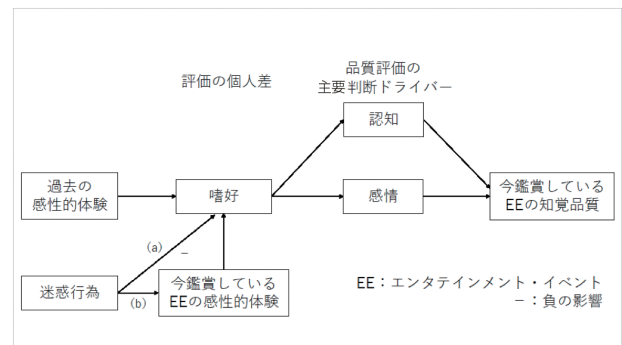 評価の個人差
品質評価の
主要判断ドライバー
認知
過去の
感性的体験
嗜好
感情
今鑑賞している
EEの知覚品質
(a)
−
迷惑行為
(b)
今鑑賞している
EEの感性的体験
EE：エンタテインメント・イベント
−：負の影響